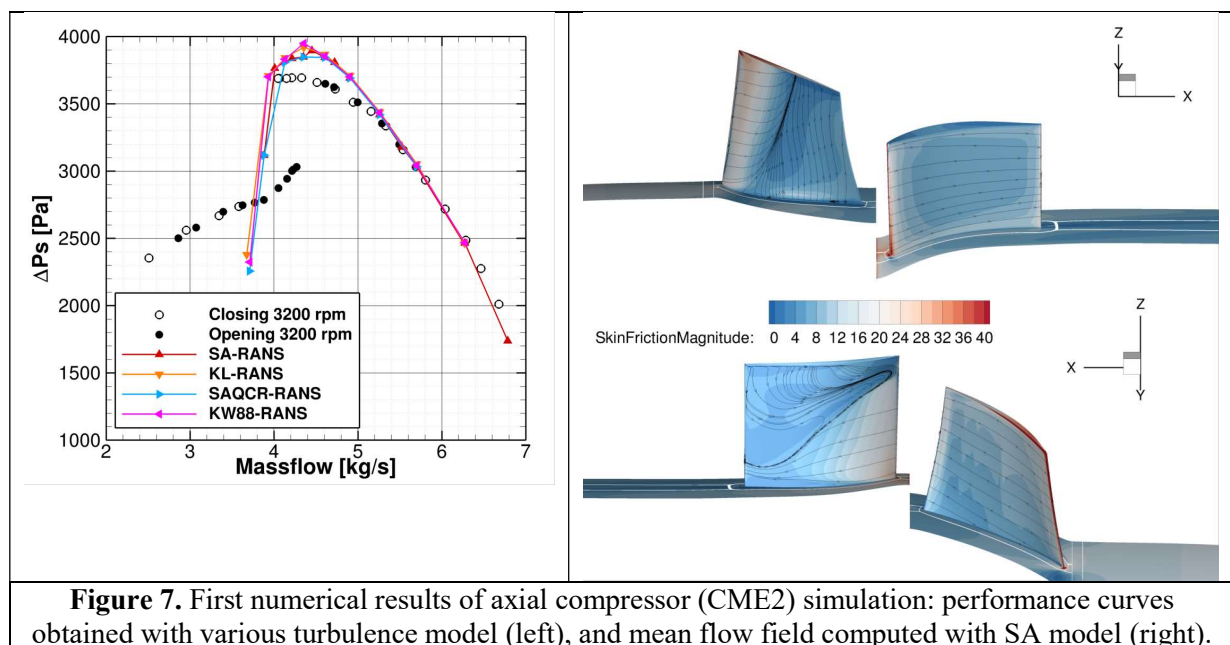 4000
3500
3000
2500
2000
1500
1000
ΔPs [Pa]
Closing 3200 rpm
Opening 3200 rpm
SA-RANS
KL-RANS
SAQCR-RANS
KW88-RANS
2 3 4 5 6 7
Massflow [kg/s]
Z
X
SkinFrictionMagnitude: 0 4 8 12 16 20 24 28 32 36 40
Z
X
Y
Figure 7. First numerical results of axial compressor (CME2) simulation: performance curves
obtained with various turbulence model (left), and mean flow field computed with SA model (right).